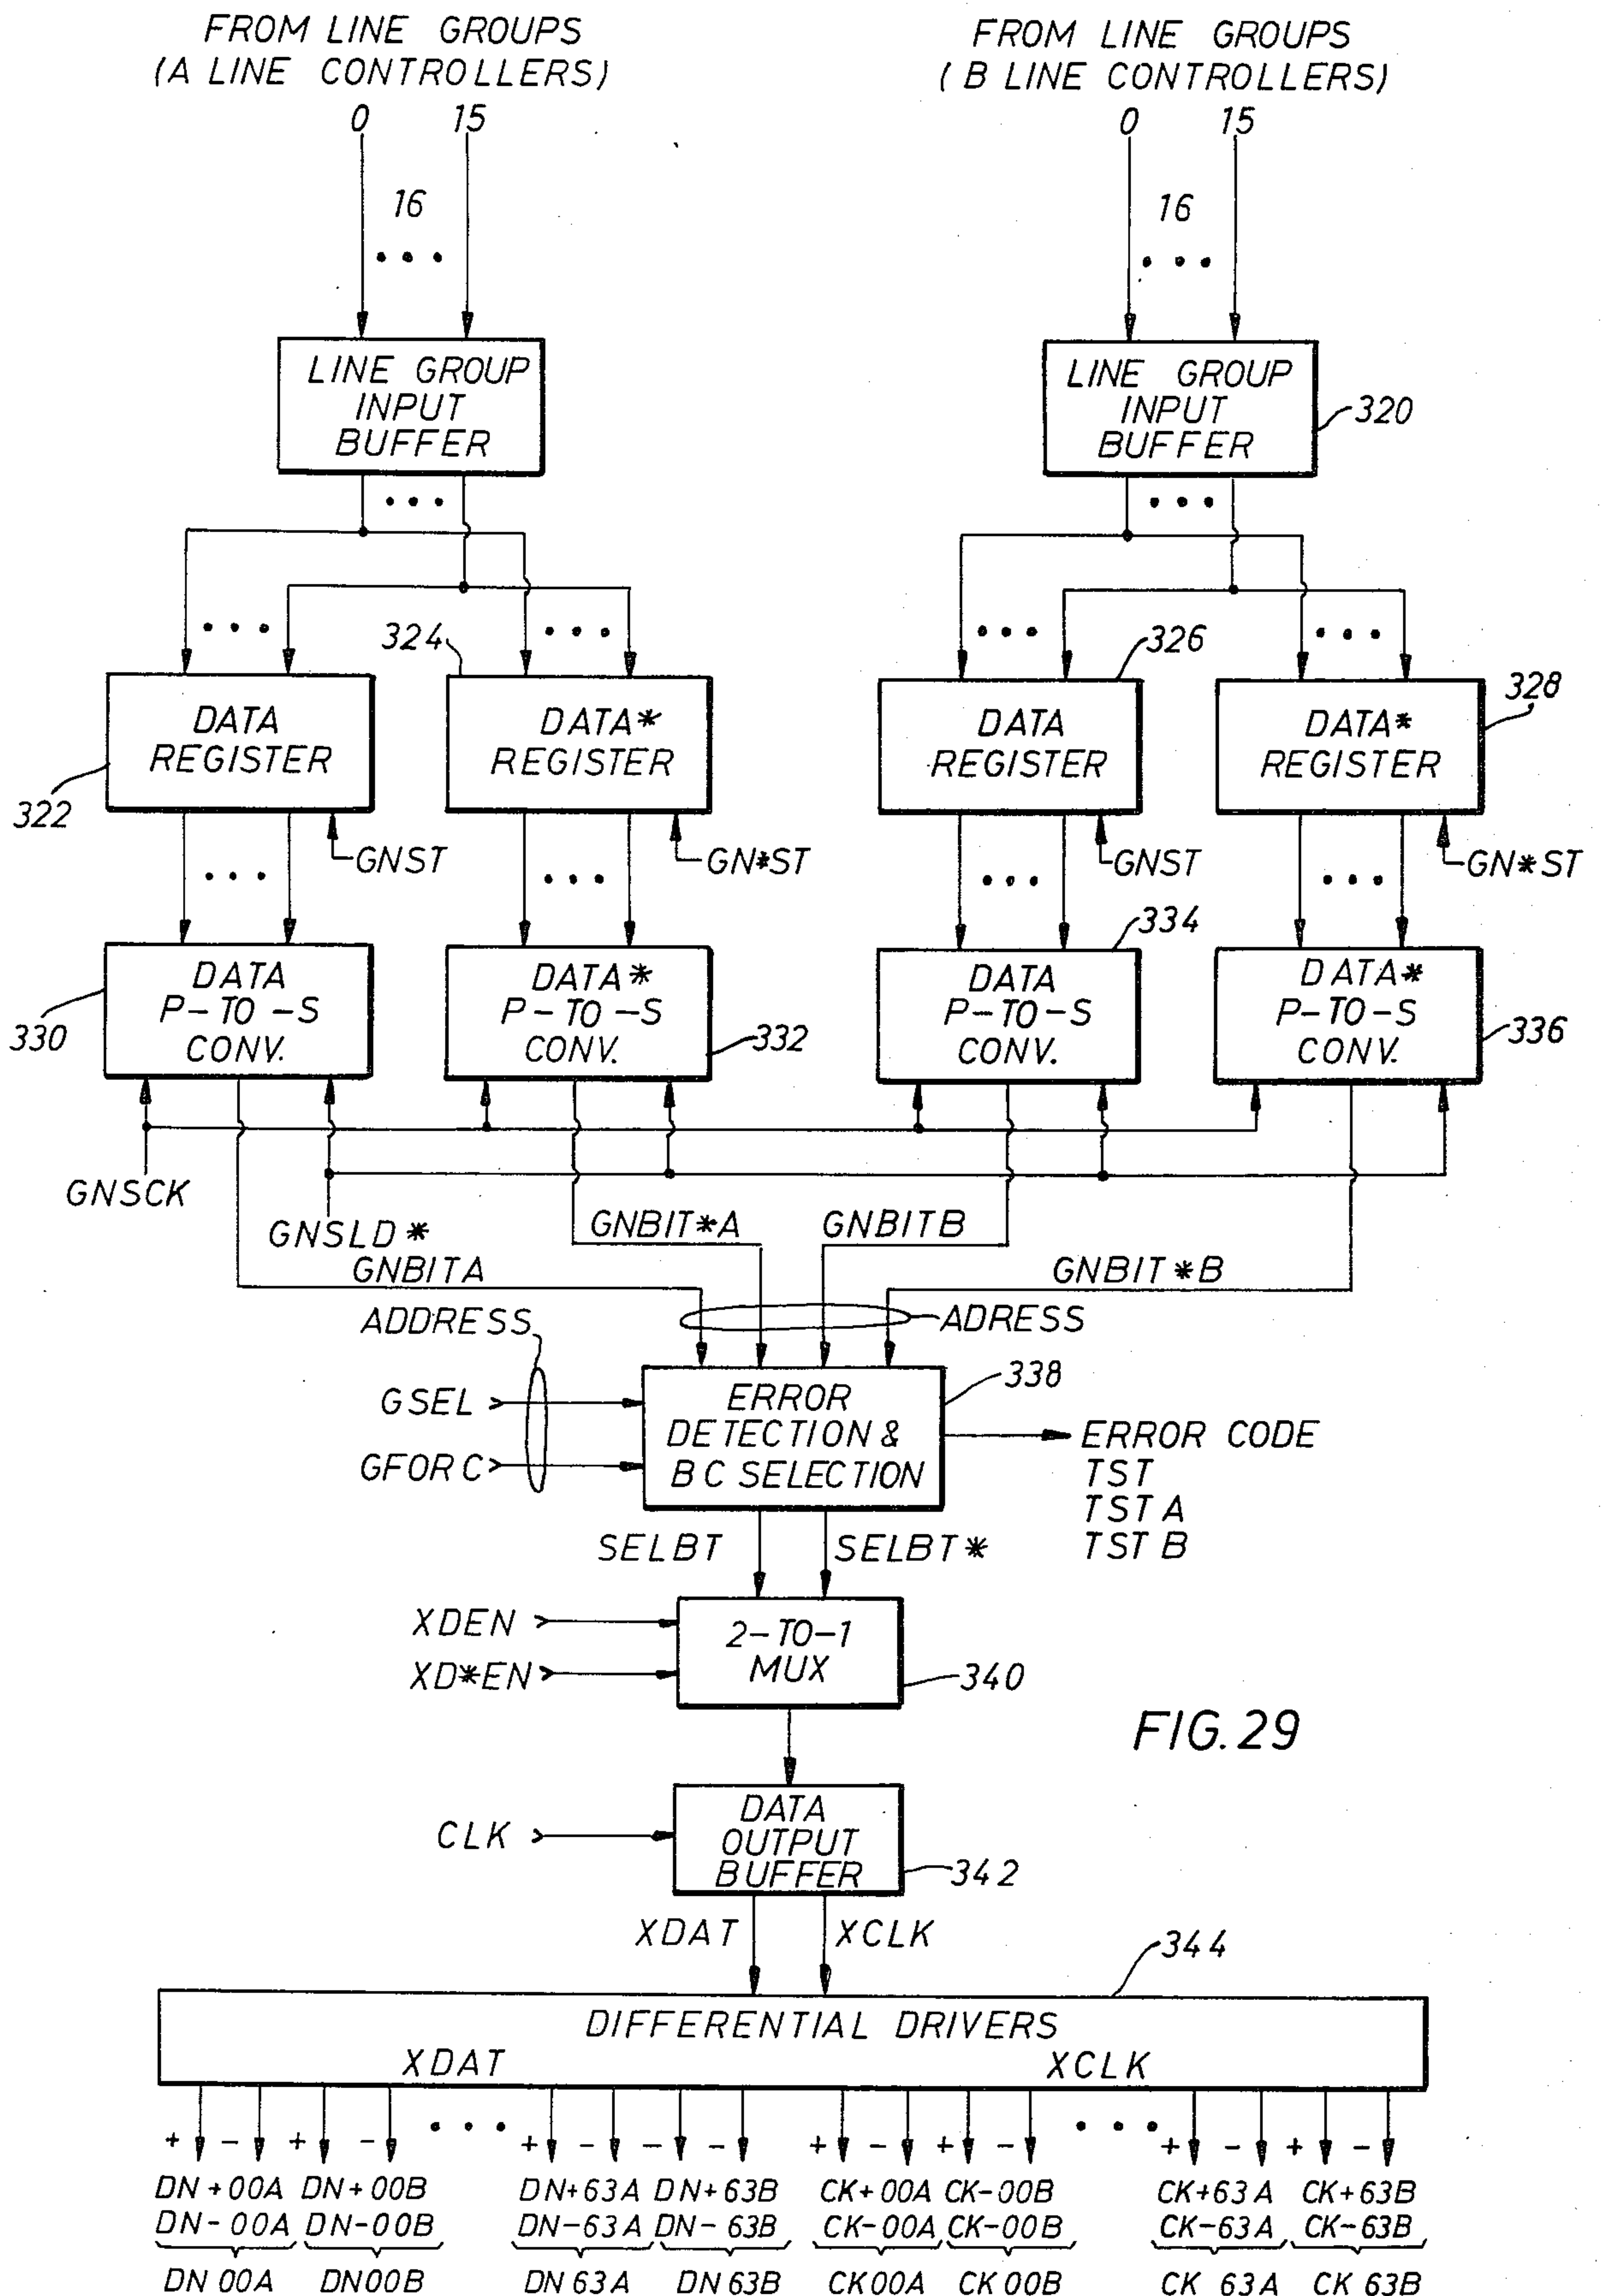 FROM LINE GROUPS
(A LINE CONTROLLERS)
0 15
16
FROM LINE GROUPS
(B LINE CONTROLLERS)
0 15
16
LINE GROUP
INPUT
BUFFER
LINE GROUP
INPUT
BUFFER
320
324
326
328
DATA
REGISTER
322
DATA*
REGISTER
DATA
REGISTER
DATA*
REGISTER
GNST
GN*ST
GNST
GN*ST
334
DATA
P-TO-S
CONV.
330
DATA*
P-TO-S
CONV.
332
DATA
P-TO-S
CONV.
DATA*
P-TO-S
CONV.
336
GNSCK
GNSLD*
GNBIT*A
GNBITB
GNBITA
GNBIT*B
ADDRESS
ADRESS
338
GSEL
GFORC
ERROR
DETECTION &
BC SELECTION
ERROR CODE
TST
TST A
TST B
SELBT
SELBT*
XDEN
XD*EN
2-TO-1
MUX
340
FIG. 29
CLK
DATA
OUTPUT
BUFFER
342
XDAT
XCLK
344
DIFFERENTIAL DRIVERS
XDAT XCLK
+ - + - + - - - + - + - + - + -
DN+00A DN+00B DN+63A DN+63B CK+00A CK-00B CK+63A CK+63B
DN-00A DN-00B DN-63A DN-63B CK-00A CK-00B CK-63A CK-63B
DN 00A DN00B DN 63A DN 63B CK00A CK 00B CK 63A CK 63B